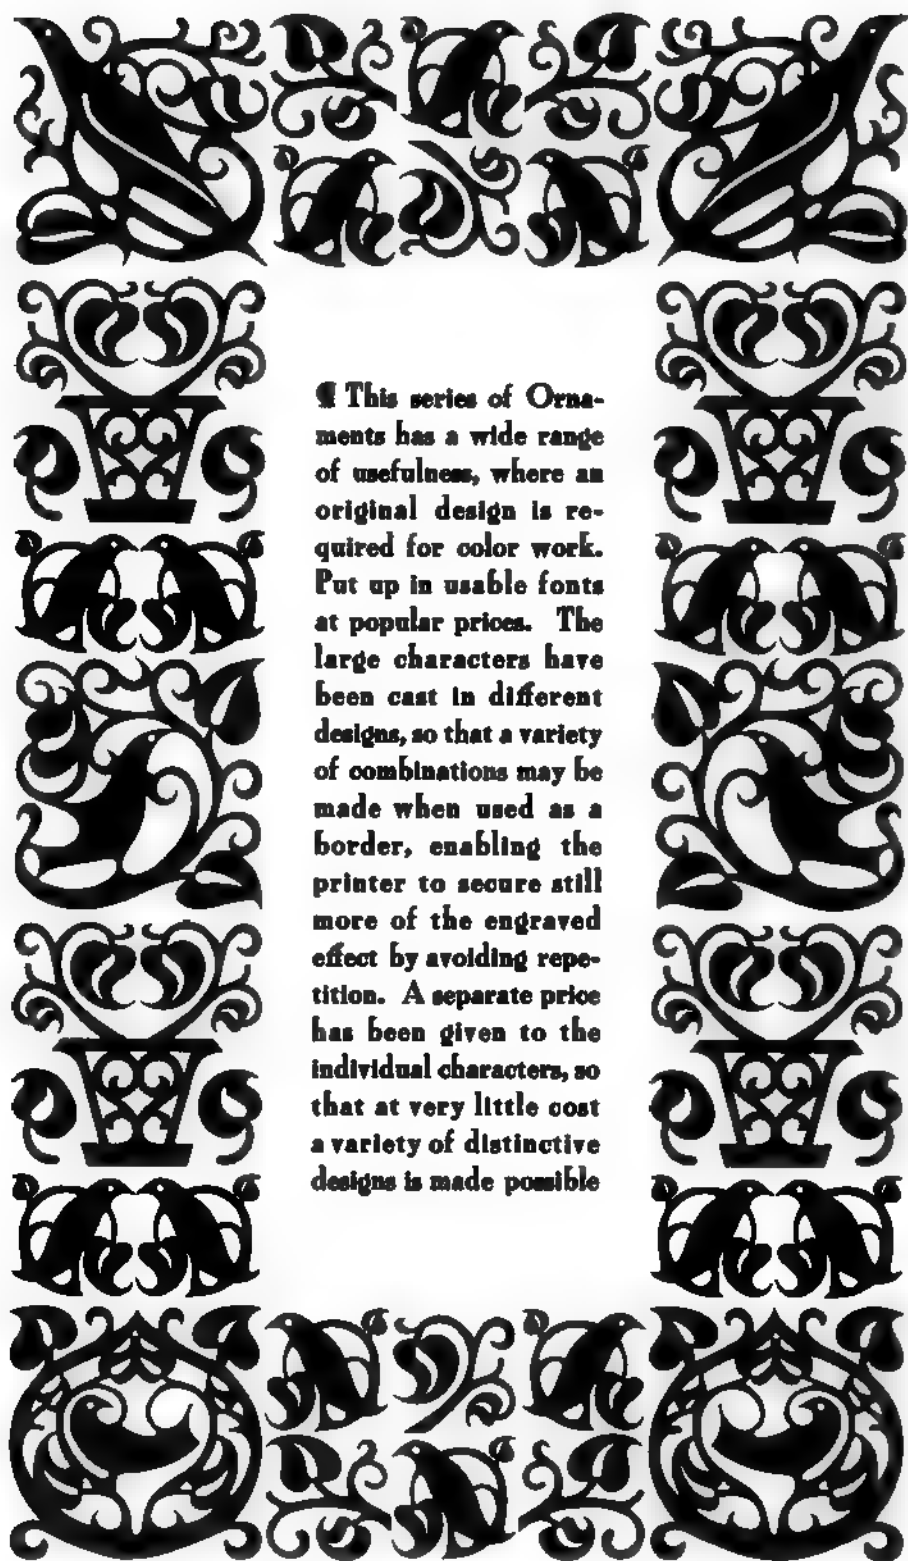 ¶ This series of Orna-
ments has a wide range
of usefulness, where an
original design is re-
quired for color work.
Put up in usable fonts
at popular prices. The
large characters have
been cast in different
designs, so that a variety
of combinations may be
made when used as a
border, enabling the
printer to secure still
more of the engraved
effect by avoiding repe-
tition. A separate price
has been given to the
individual characters, so
that at very little cost
a variety of distinctive
designs is made possible